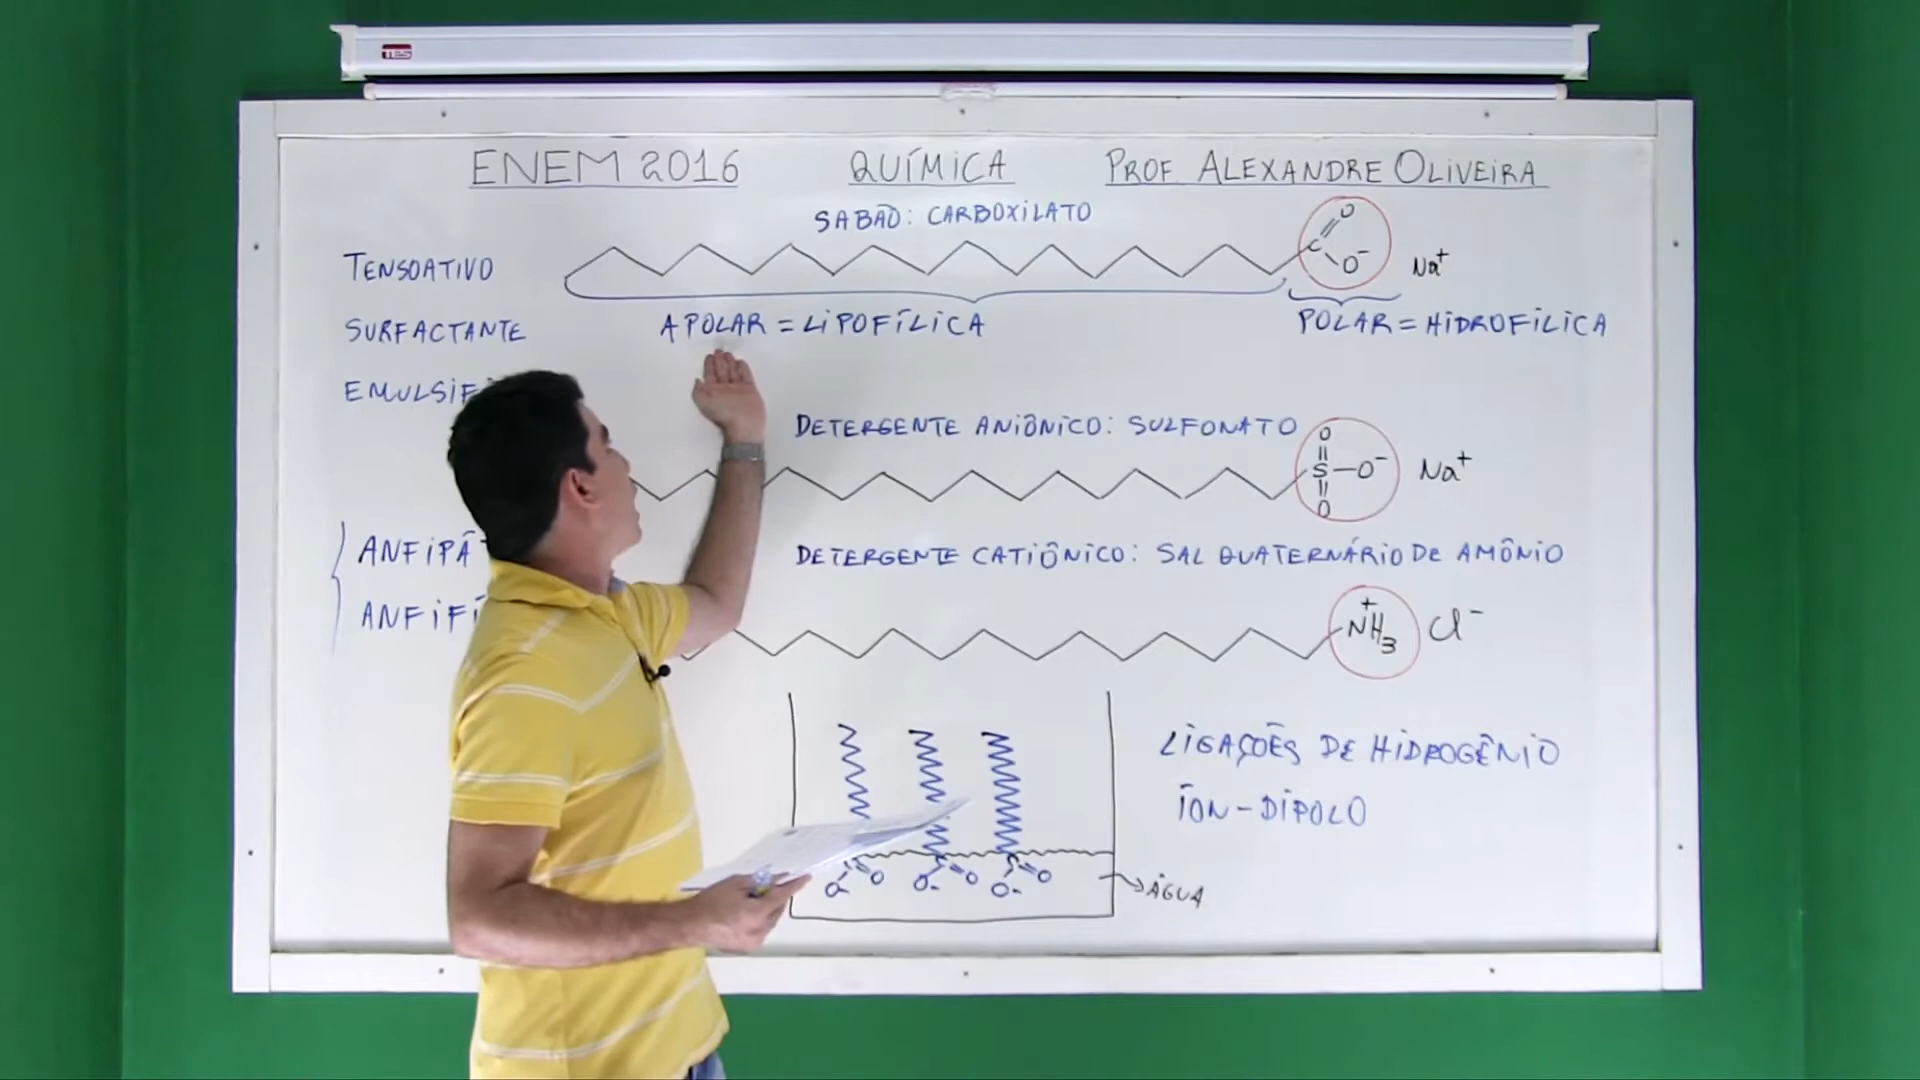 ENEM 2016 QUÍMICA PROF ALEXANDRE OLIVEIRA
SABÃO: CARBOXILATO
TENSOATIVO
C O O⁻ Na⁺
SURFACTANTE
APOLAR = LIPOFÍLICA
POLAR = HIDROFÍLICA
DETERGENTE ANIÔNICO: SULFONATO
O S O O⁻ Na⁺
DETERGENTE CATIÔNICO: SAL QUATERNÁRIO DE AMÔNIO
⁺NH₃ Cl⁻
LIGAÇÕES DE HIDROGÊNIO
ÍON-DIPOLO
O- O O- O O- O
ÁGUA